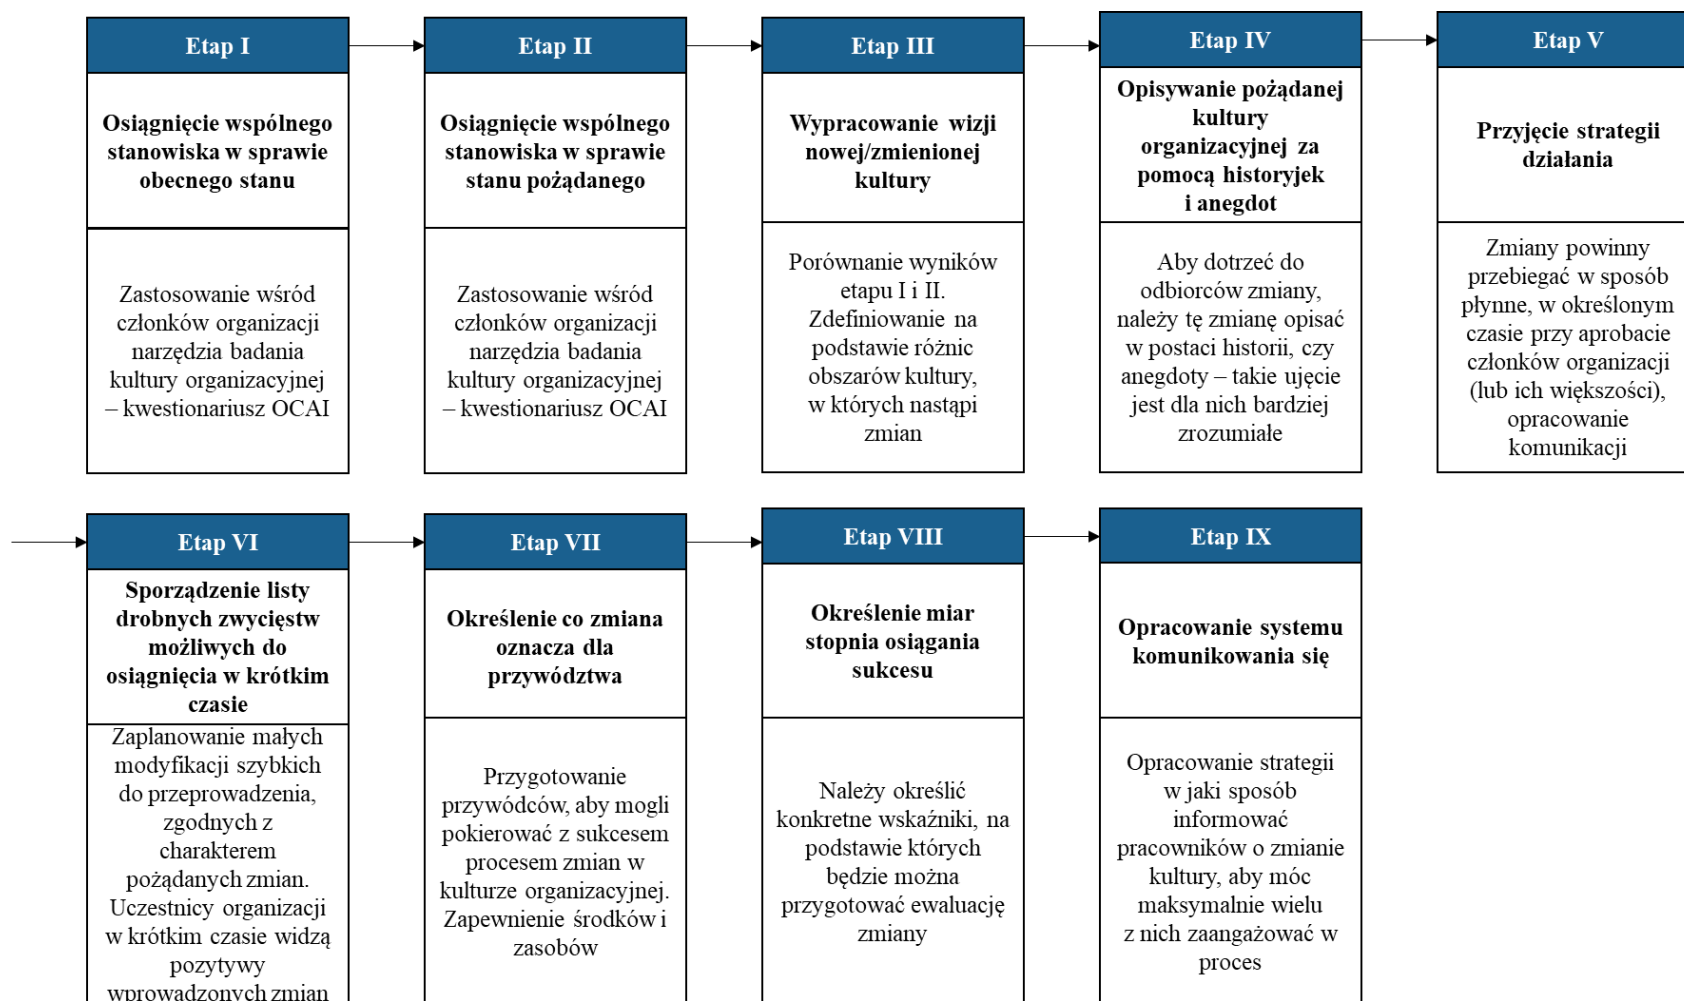 Etap I
Osiągnięcie wspólnego
stanowiska w sprawie
obecnego stanu
Zastosowanie wśród
członków organizacji
narzędzia badania
kultury organizacyjnej
– kwestionariusz OCAI
Etap II
Osiągnięcie wspólnego
stanowiska w sprawie
stanu pożądanego
Zastosowanie wśród
członków organizacji
narzędzia badania
kultury organizacyjnej
– kwestionariusz OCAI
Etap III
Wypracowanie wizji
nowej/zmienionej
kultury
Porównanie wyników
etapu I i II.
Zdefiniowanie na
podstawie różnic
obszarów kultury,
w których nastąpi
zmian
Etap IV
Opisywanie pożądanej
kultury
organizacyjnej za
pomocą historyjek
i anegdot
Aby dotrzeć do
odbiorców zmiany,
należy tę zmianę opisać
w postaci historii, czy
anegdoty – takie ujęcie
jest dla nich bardziej
zrozumiałe
Etap V
Przyjęcie strategii
działania
Zmiany powinny
przebiegać w sposób
płynne, w określonym
czasie przy aprobacie
członków organizacji
(lub ich większości),
opracowanie
komunikacji
Etap VI
Sporządzenie listy
drobnych zwycięstw
możliwych do
osiągnięcia w krótkim
czasie
Zaplanowanie małych
modyfikacji szybkich
do przeprowadzenia,
zgodnych z
charakterem
pożądanych zmian.
Uczestnicy organizacji
w krótkim czasie widzą
pozytywy
wprowadzonych zmian
Etap VII
Określenie co zmiana
oznacza dla
przywództwa
Przygotowanie
przywódców, aby mogli
pokierować z sukcesem
procesem zmian w
kulturze organizacyjnej.
Zapewnienie środków i
zasobów
Etap VIII
Określenie miar
stopnia osiągania
sukcesu
Należy określić
konkretne wskaźniki, na
podstawie których
będzie można
przygotować ewaluację
zmiany
Etap IX
Opracowanie systemu
komunikowania się
Opracowanie strategii
w jaki sposób
informować
pracowników o zmianie
kultury, aby móc
maksymalnie wielu
z nich zaangażować w
proces